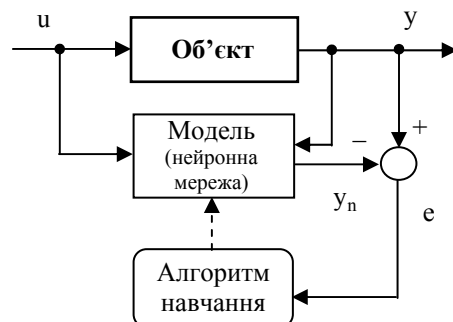 u
y
Об’єкт
Модель
(нейронна
мережа)
−
+
yn
e
Алгоритм
навчання